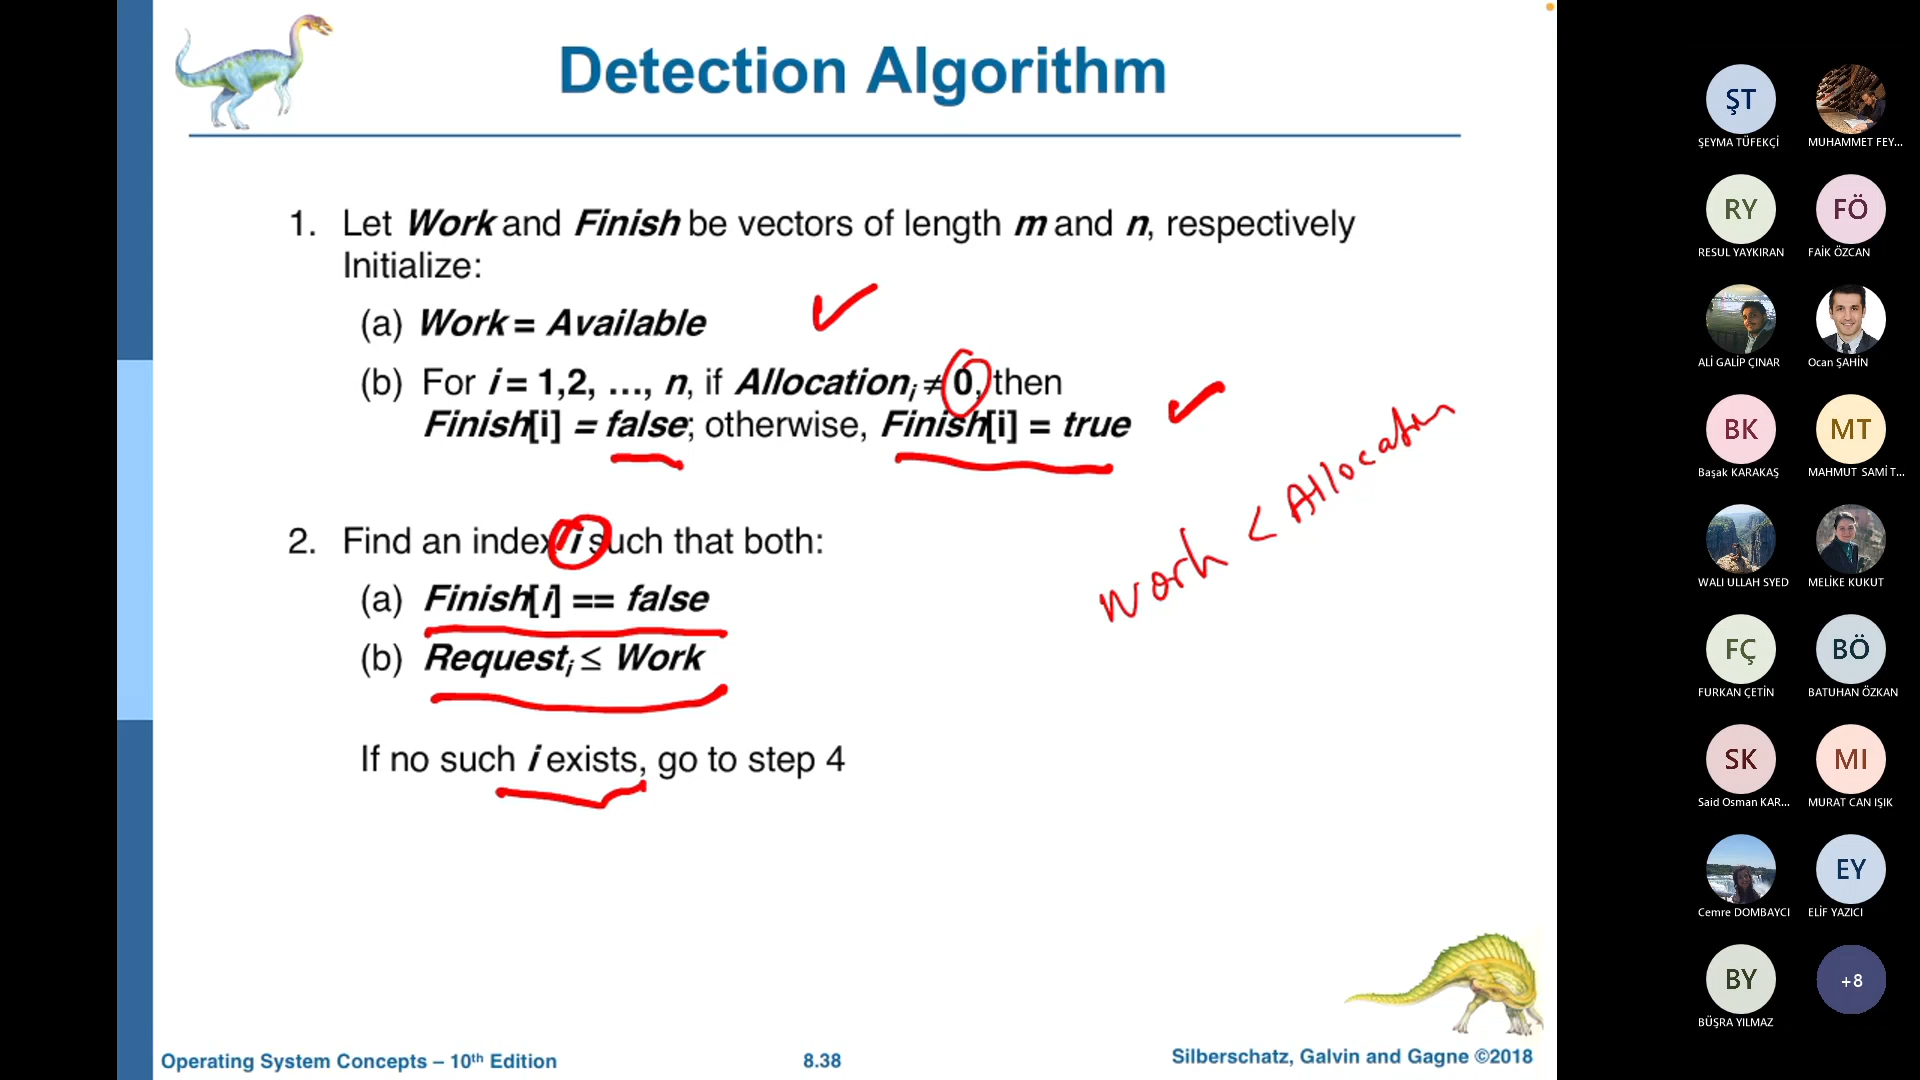 Detection Algorithm
1. Let Work and Finish be vectors of length m and n, respectively
Initialize:
(a) Work = Available
(b) For i = 1,2, …, n, if Allocationi ≠ 0, then
Finish[i] = false; otherwise, Finish[i] = true
2. Find an index i such that both:
(a) Finish[i] == false
(b) Requesti ≤ Work
If no such i exists, go to step 4
Work < Allocation
Operating System Concepts – 10th Edition
8.38
Silberschatz, Galvin and Gagne ©2018
ŞT
ŞEYMA TÜFEKÇİ
MUHAMMET FEY...
RY
RESUL YAYKIRAN
FÖ
FAİK ÖZCAN
ALİ GALİP ÇINAR
Ocan ŞAHİN
BK
Başak KARAKAŞ
MT
MAHMUT SAMİ T...
WALI ULLAH SYED
MELİKE KUKUT
FÇ
FURKAN ÇETİN
BÖ
BATUHAN ÖZKAN
SK
Said Osman KAR...
MI
MURAT CAN IŞIK
Cemre DOMBAYCI
EY
ELİF YAZICI
BY
BÜŞRA YILMAZ
+8